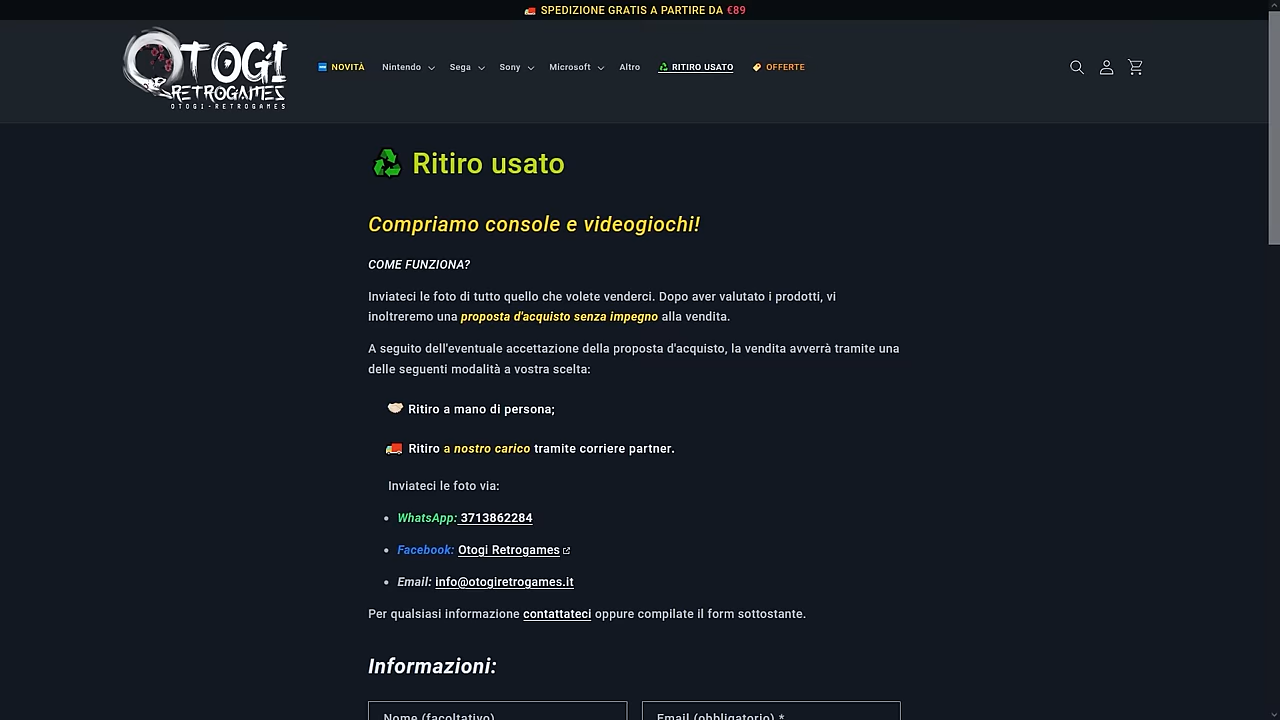 🚚 SPEDIZIONE GRATIS A PARTIRE DA €89
OTOGI
RETROGAMES
OTOGI-RETROGAMES
🆕 NOVITÀ
Nintendo
Sega
Sony
Microsoft
Altro
♻️ RITIRO USATO
🏷️ OFFERTE
♻️ Ritiro usato
Compriamo console e videogiochi!
COME FUNZIONA?
Inviateci le foto di tutto quello che volete venderci. Dopo aver valutato i prodotti, vi
inoltreremo una proposta d'acquisto senza impegno alla vendita.
A seguito dell'eventuale accettazione della proposta d'acquisto, la vendita avverrà tramite una
delle seguenti modalità a vostra scelta:
🤝🏻 Ritiro a mano di persona;
🚚 Ritiro a nostro carico tramite corriere partner.
Inviateci le foto via:
• WhatsApp: 3713862284
• Facebook: Otogi Retrogames
• Email: info@otogiretrogames.it
Per qualsiasi informazione contattateci oppure compilate il form sottostante.
Informazioni:
Nome (facoltativo)
Email (obbligatorio) *